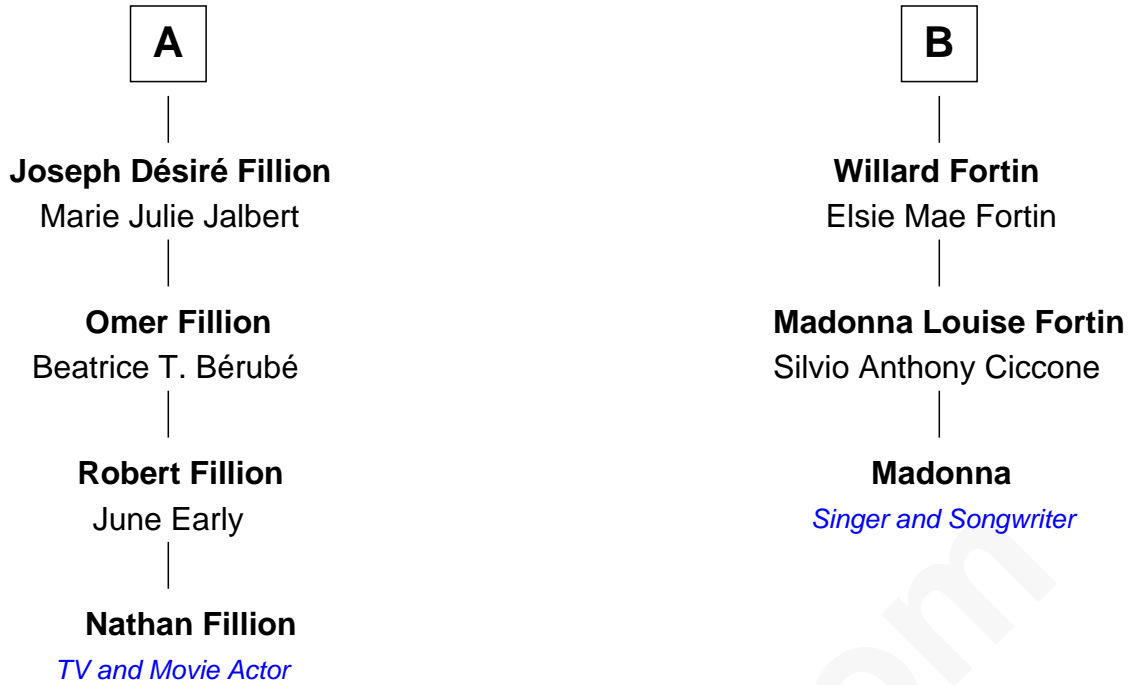 A
Joseph Désiré Fillion
Marie Julie Jalbert
Omer Fillion
Beatrice T. Bérubé
Robert Fillion
June Early
Nathan Fillion
TV and Movie Actor
B
Willard Fortin
Elsie Mae Fortin
Madonna Louise Fortin
Silvio Anthony Ciccone
Madonna
Singer and Songwriter
om